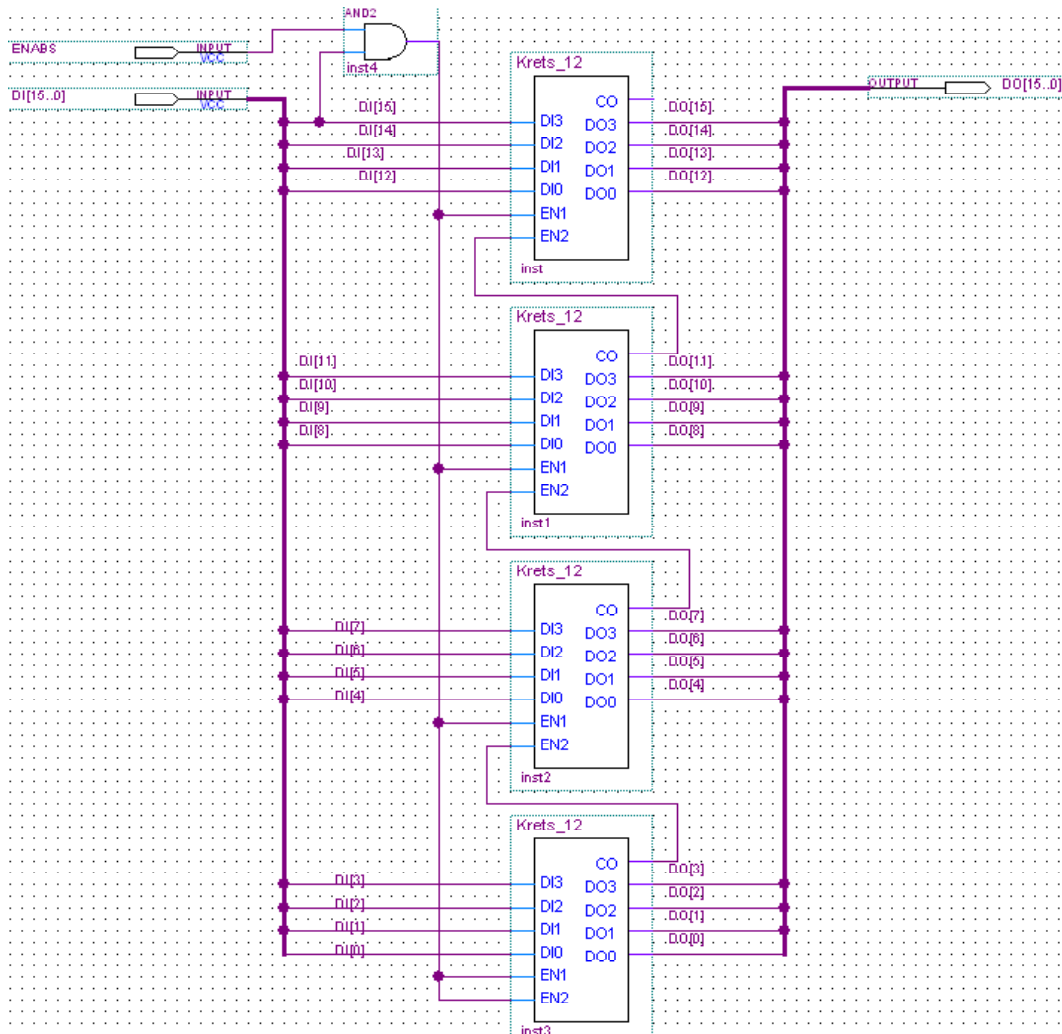 AND2
ENABS
INPUT
VCC
inst4
DI[15..0]
INPUT
VCC
OUTPUT
DO[15..0]
Krets_12
CO
DI[15]
DI3
DO3
DO[15]
DI[14]
DI2
DO2
DO[14]
DI[13]
DI1
DO1
DO[13]
DI[12]
DI0
DO0
DO[12]
EN1
EN2
inst
Krets_12
CO
DI[11]
DI3
DO3
DO[11]
DI[10]
DI2
DO2
DO[10]
DI[9]
DI1
DO1
DO[9]
DI[8]
DI0
DO0
DO[8]
EN1
EN2
inst1
Krets_12
CO
DI[7]
DI3
DO3
DO[7]
DI[6]
DI2
DO2
DO[6]
DI[5]
DI1
DO1
DO[5]
DI[4]
DI0
DO0
DO[4]
EN1
EN2
inst2
Krets_12
CO
DI[3]
DI3
DO3
DO[3]
DI[2]
DI2
DO2
DO[2]
DI[1]
DI1
DO1
DO[1]
DI[0]
DI0
DO0
DO[0]
EN1
EN2
inst3